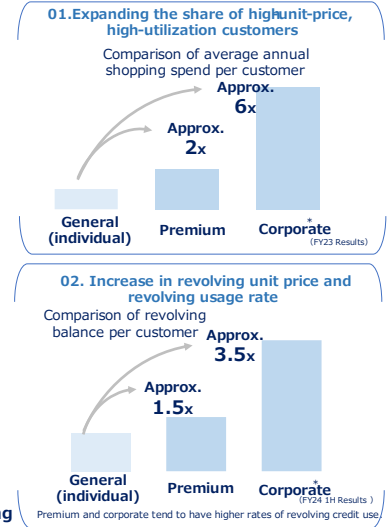 01.Expanding the share of high-unit-price,
high-utilization customers
Comparison of average annual
shopping spend per customer
Approx.
6x
Approx.
2x
General
(individual)
Premium
Corporate*
(FY23 Results)
02. Increase in revolving unit price and
revolving usage rate
Comparison of revolving
balance per customer
Approx.
3.5x
Approx.
1.5x
General
(individual)
Premium
Corporate*
(FY24 1H Results )
Premium and corporate tend to have higher rates of revolving credit use.